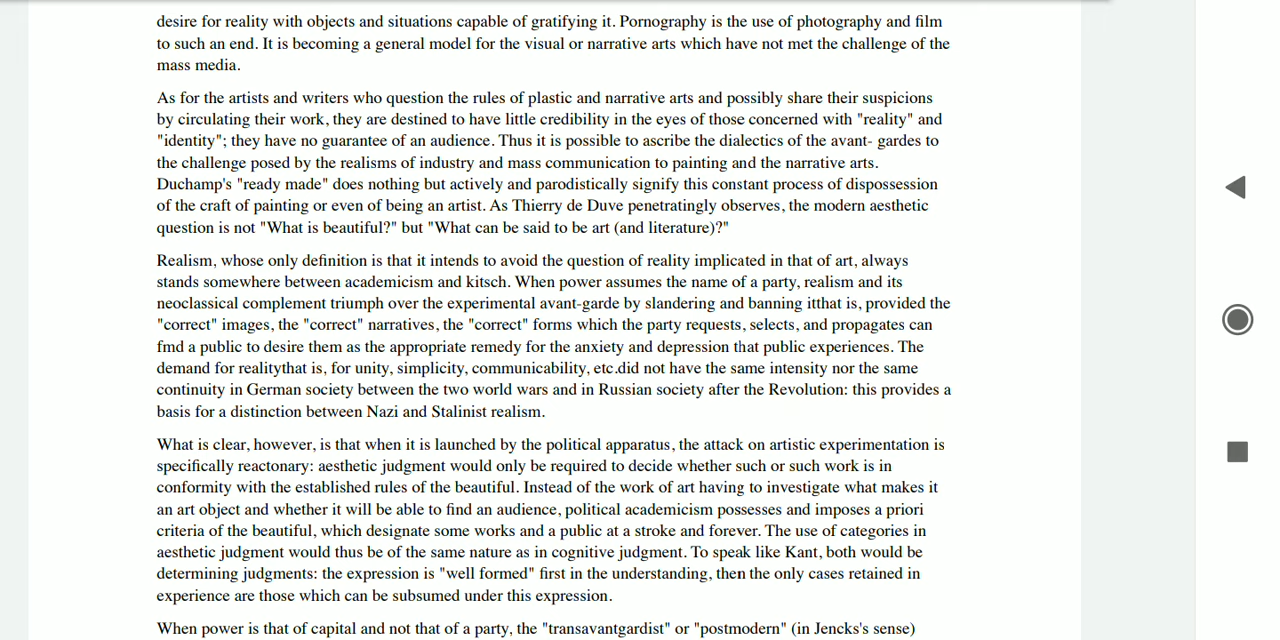 desire for reality with objects and situations capable of gratifying it. Pornography is the use of photography and film
to such an end. It is becoming a general model for the visual or narrative arts which have not met the challenge of the
mass media.
As for the artists and writers who question the rules of plastic and narrative arts and possibly share their suspicions
by circulating their work, they are destined to have little credibility in the eyes of those concerned with "reality" and
"identity"; they have no guarantee of an audience. Thus it is possible to ascribe the dialectics of the avant- gardes to
the challenge posed by the realisms of industry and mass communication to painting and the narrative arts.
Duchamp's "ready made" does nothing but actively and parodistically signify this constant process of dispossession
of the craft of painting or even of being an artist. As Thierry de Duve penetratingly observes, the modern aesthetic
question is not "What is beautiful?" but "What can be said to be art (and literature)?"
Realism, whose only definition is that it intends to avoid the question of reality implicated in that of art, always
stands somewhere between academicism and kitsch. When power assumes the name of a party, realism and its
neoclassical complement triumph over the experimental avant-garde by slandering and banning itthat is, provided the
"correct" images, the "correct" narratives, the "correct" forms which the party requests, selects, and propagates can
fmd a public to desire them as the appropriate remedy for the anxiety and depression that public experiences. The
demand for realitythat is, for unity, simplicity, communicability, etc.did not have the same intensity nor the same
continuity in German society between the two world wars and in Russian society after the Revolution: this provides a
basis for a distinction between Nazi and Stalinist realism.
What is clear, however, is that when it is launched by the political apparatus, the attack on artistic experimentation is
specifically reactonary: aesthetic judgment would only be required to decide whether such or such work is in
conformity with the established rules of the beautiful. Instead of the work of art having to investigate what makes it
an art object and whether it will be able to find an audience, political academicism possesses and imposes a priori
criteria of the beautiful, which designate some works and a public at a stroke and forever. The use of categories in
aesthetic judgment would thus be of the same nature as in cognitive judgment. To speak like Kant, both would be
determining judgments: the expression is "well formed" first in the understanding, then the only cases retained in
experience are those which can be subsumed under this expression.
When power is that of capital and not that of a party, the "transavantgardist" or "postmodern" (in Jencks's sense)